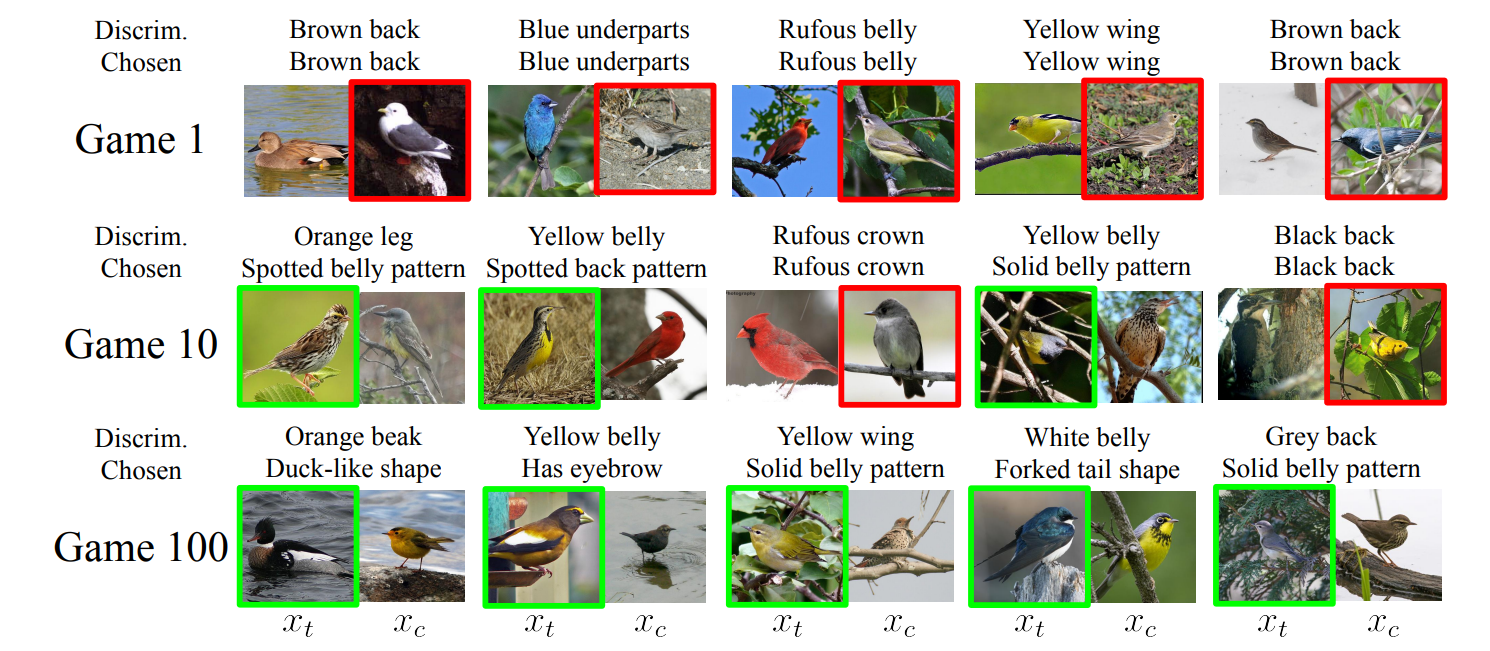 Discrim. Brown back Blue underparts Rufous belly Yellow wing Brown back
Chosen Brown back Blue underparts Rufous belly Yellow wing Brown back
Game 1
Discrim. Orange leg Yellow belly Rufous crown Yellow belly Black back
Chosen Spotted belly pattern Spotted back pattern Rufous crown Solid belly pattern Black back
Game 10
Discrim. Orange beak Yellow belly Yellow wing White belly Grey back
Chosen Duck-like shape Has eyebrow Solid belly pattern Forked tail shape Solid belly pattern
Game 100
x_t x_c x_t x_c x_t x_c x_t x_c x_t x_c